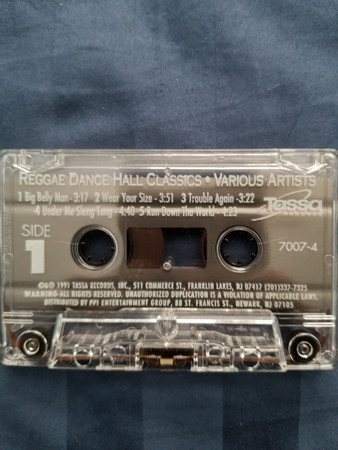 REGGAE DANCE HALL CLASSICS • VARIOUS ARTISTS
1 Big Belly Man-3:17 2 Wear Your Size - 3:51 3 Trouble Again-3:22
4 Under Me Sleng Teng - 4:40 5 Run Down The World - 4:23
Tassa
RECORDS
SIDE
1
7007-4
©℗ 1991 TASSA RECORDS, INC., 511 COMMERCE ST., FRANKLIN LAKES, NJ 07417 (201)337-7325
WARNING: ALL RIGHTS RESERVED. UNAUTHORIZED DUPLICATION IS A VIOLATION OF APPLICABLE LAWS.
DISTRIBUTED BY PPI ENTERTAINMENT GROUP, 88 ST. FRANCIS ST., NEWARK, NJ 07105